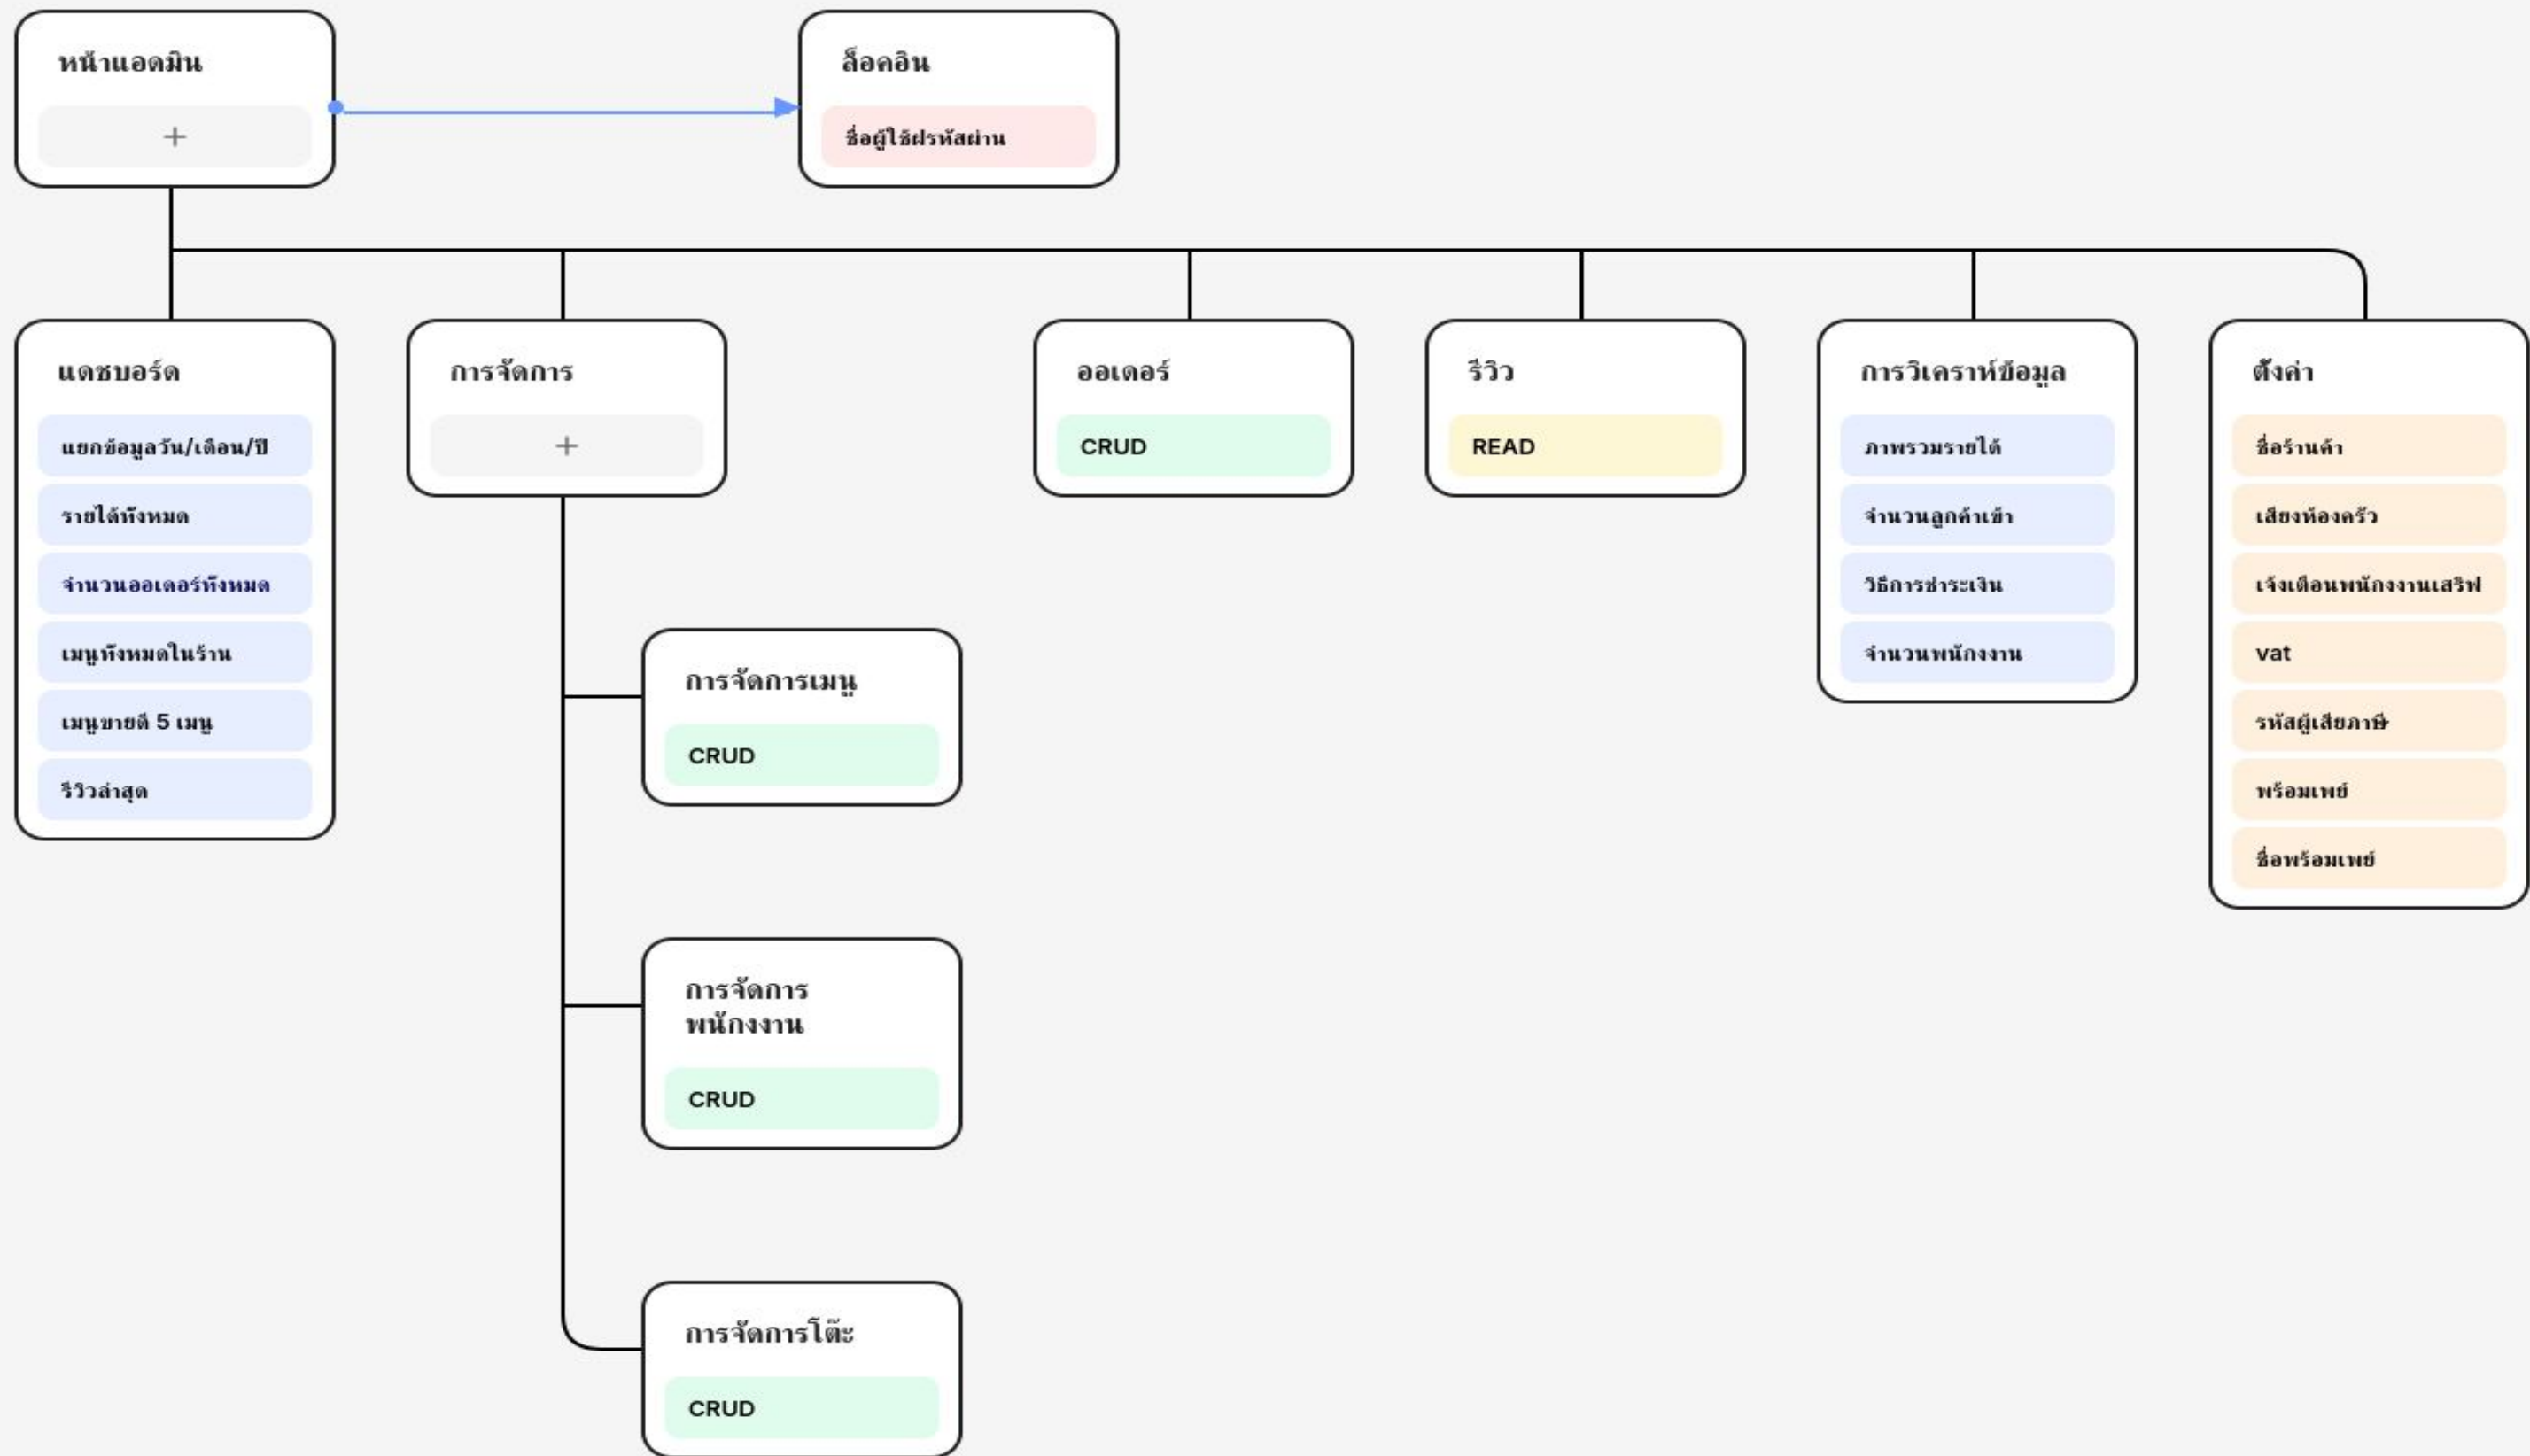 หน้าแอดมิน
+
ล็อคอิน
ชื่อผู้ใช้ฝรหัสผ่าน
แดชบอร์ด
แยกข้อมูลวัน/เดือน/ปี
รายได้ทั้งหมด
จำนวนออเดอร์ทั้งหมด
เมนูทั้งหมดในร้าน
เมนูขายดี 5 เมนู
รีวิวล่าสุด
การจัดการ
+
ออเดอร์
CRUD
รีวิว
READ
การวิเคราห์ข้อมูล
ภาพรวมรายได้
จำนวนลูกค้าเข้า
วิธีการชำระเงิน
จำนวนพนักงงาน
ตั้งค่า
ชื่อร้านค้า
เสียงห้องครัว
เจ้งเตือนพนักงงานเสริฟ
vat
รหัสผู้เสียภาษี
พร้อมเพย์
ชื่อพร้อมเพย์
การจัดการเมนู
CRUD
การจัดการ
พนักงงาน
CRUD
การจัดการโต๊ะ
CRUD